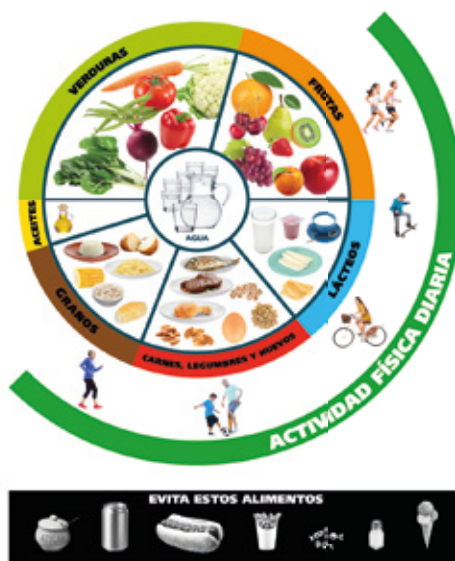 VERDURAS
FRUTAS
ACEITES
AGUA
LÁCTEOS
GRANOS
CARNES, LEGUMBRES Y HUEVOS
ACTIVIDAD FÍSICA DIARIA
EVITA ESTOS ALIMENTOS